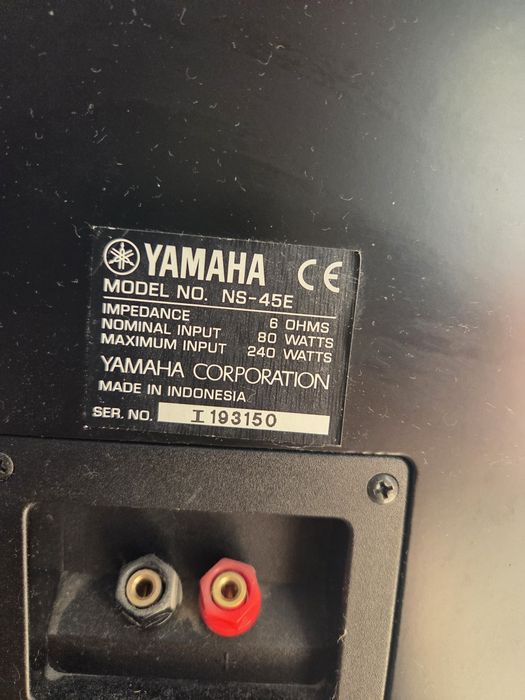 YAMAHA CE
MODEL NO. NS-45E
IMPEDANCE 6 OHMS
NOMINAL INPUT 80 WATTS
MAXIMUM INPUT 240 WATTS
YAMAHA CORPORATION
MADE IN INDONESIA
SER. NO. I 193150